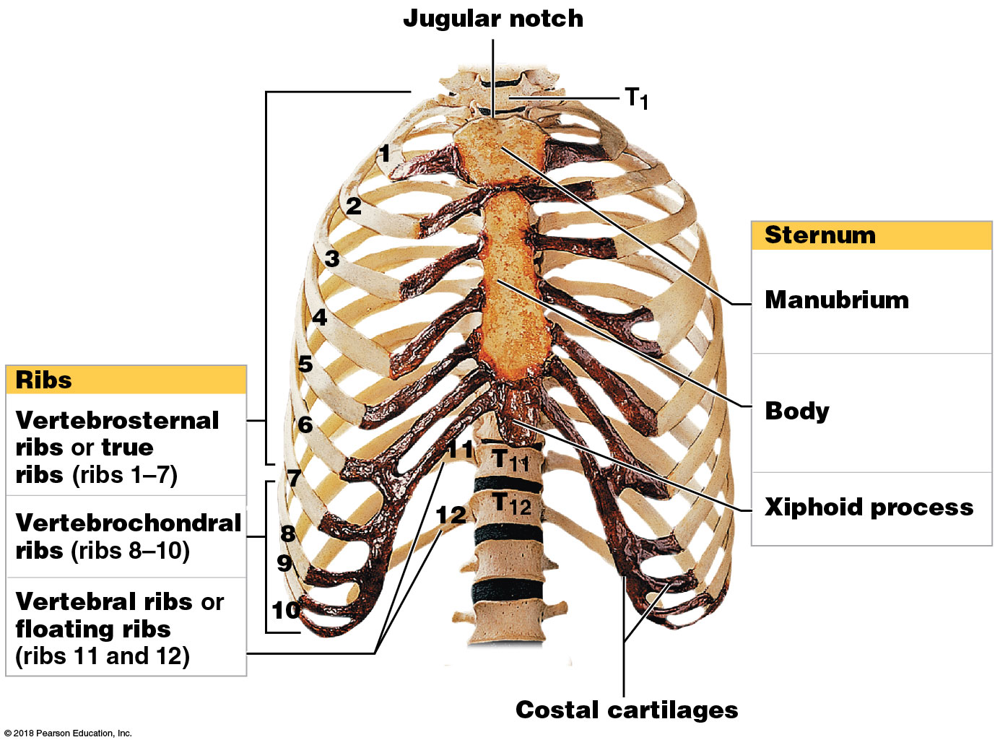 Jugular notch
T1
1
2
3
4
5
6
7
8
9
10
11
12
T11
T12
Ribs
Vertebrosternal
ribs or true
ribs (ribs 1–7)
Vertebrochondral
ribs (ribs 8–10)
Vertebral ribs or
floating ribs
(ribs 11 and 12)
Sternum
Manubrium
Body
Xiphoid process
Costal cartilages
© 2018 Pearson Education, Inc.